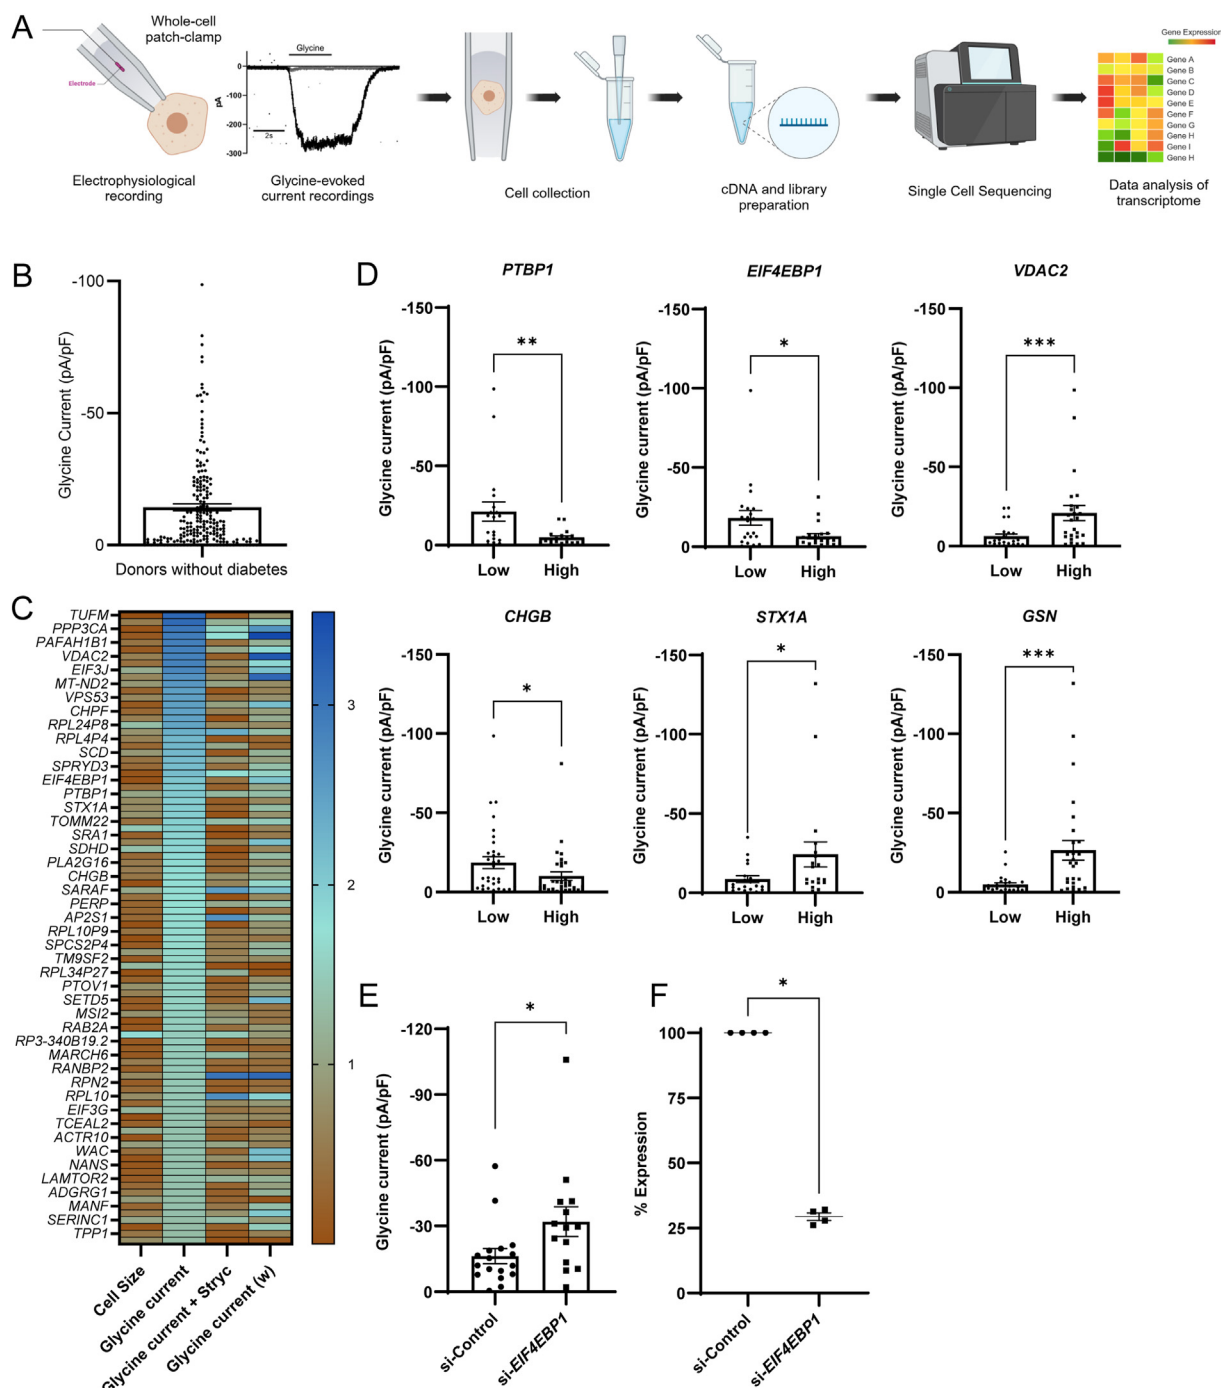 A
Whole-cell
patch-clamp
Electrode
Glycine
0
-100
-200
-300
pA
2s
Electrophysiological
recording
Glycine-evoked
current recordings
Cell collection
cDNA and library
preparation
Single Cell Sequencing
Gene Expression
Gene A
Gene B
Gene C
Gene D
Gene E
Gene F
Gene G
Gene H
Gene I
Gene H
Data analysis of
transcriptome
B
Glycine Current (pA/pF)
-100
-50
0
Donors without diabetes
C
TUFM
PPP3CA
PAFAH1B1
VDAC2
EIF3J
MT-ND2
VPS53
CHPF
RPL24P8
RPL4P4
SCD
SPRYD3
EIF4EBP1
PTBP1
STX1A
TOMM22
SRA1
SDHD
PLA2G16
CHGB
SARAF
PERP
AP2S1
RPL10P9
SPCS2P4
TM9SF2
RPL34P27
PTOV1
SETD5
MSI2
RAB2A
RP3-340B19.2
MARCH6
RANBP2
RPN2
RPL10
EIF3G
TCEAL2
ACTR10
WAC
NANS
LAMTOR2
ADGRG1
MANF
SERINC1
TPP1
3
2
1
Cell Size
Glycine current
Glycine current + Stryc
Glycine current (w)
D
PTBP1
Glycine current (pA/pF)
-150
-100
-50
0
**
Low High
EIF4EBP1
Glycine current (pA/pF)
-150
-100
-50
0
*
Low High
VDAC2
Glycine current (pA/pF)
-150
-100
-50
0
***
Low High
CHGB
Glycine current (pA/pF)
-150
-100
-50
0
*
Low High
STX1A
Glycine current (pA/pF)
-150
-100
-50
0
*
Low High
GSN
Glycine current (pA/pF)
-150
-100
-50
0
***
Low High
E
Glycine current (pA/pF)
-120
-90
-60
-30
0
*
si-Control
si-EIF4EBP1
F
% Expression
100
75
50
25
0
*
si-Control
si-EIF4EBP1